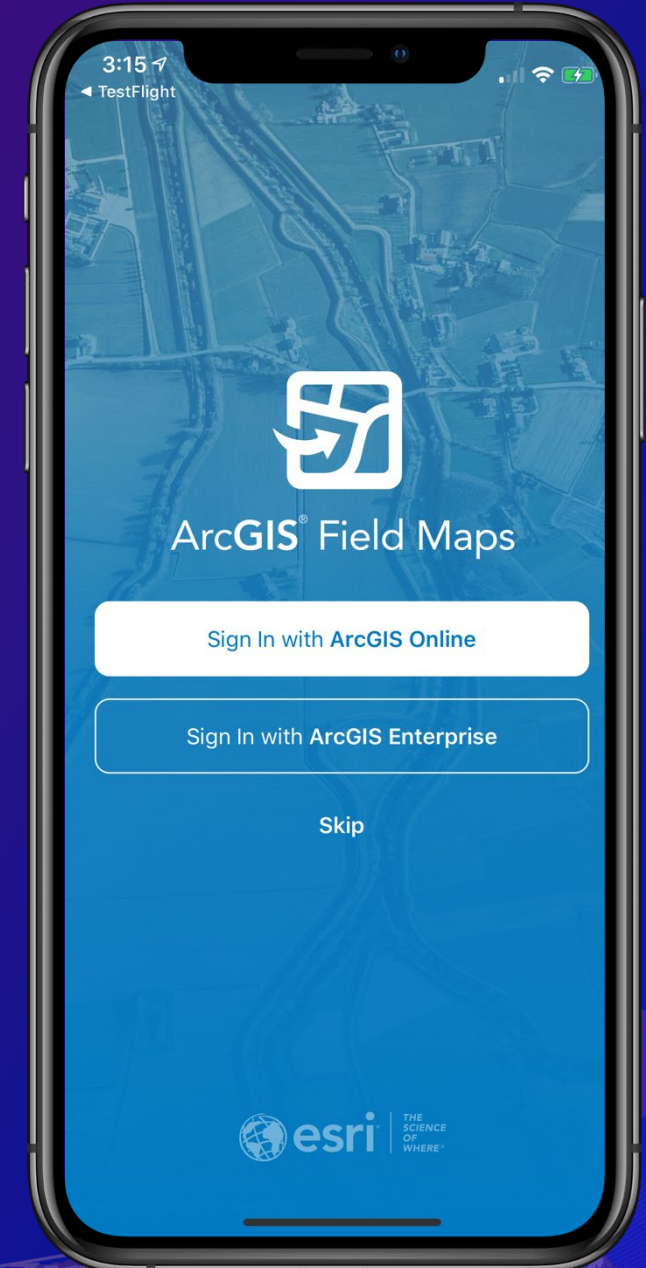 3:15
◀ TestFlight
ArcGIS® Field Maps
Sign In with ArcGIS Online
Sign In with ArcGIS Enterprise
Skip
esri
THE
SCIENCE
OF
WHERE®